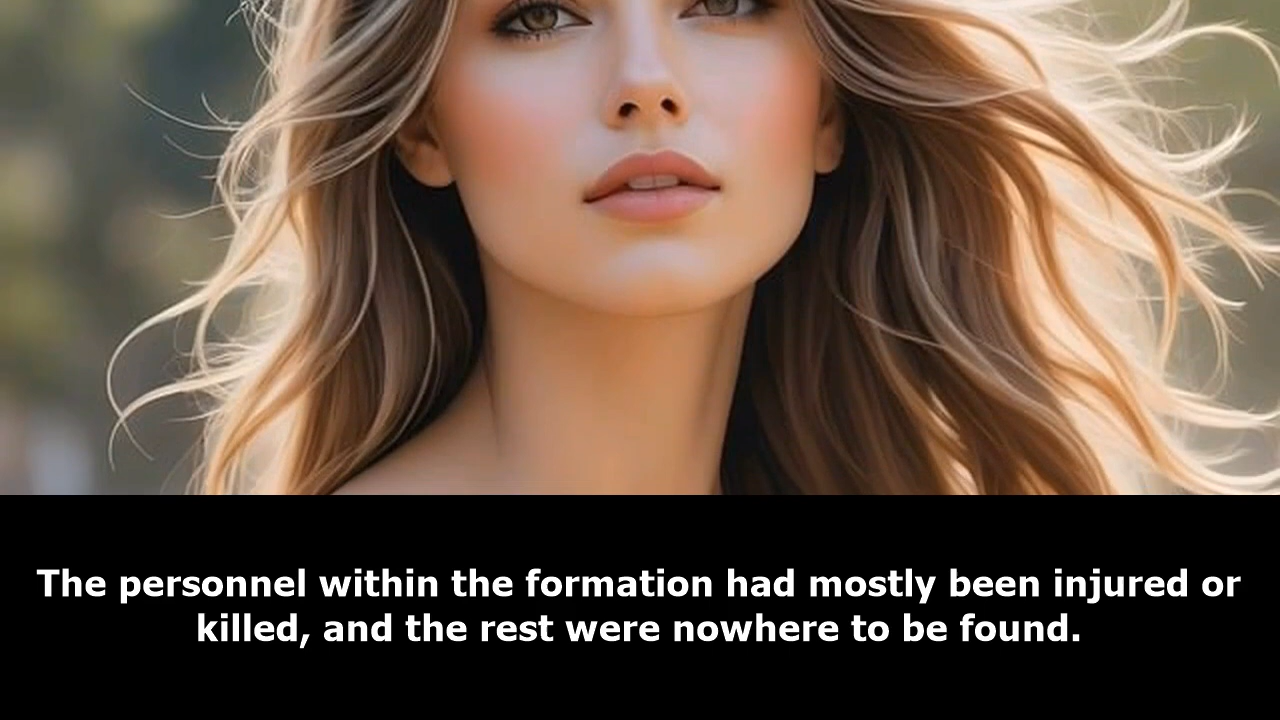 The personnel within the formation had mostly been injured or
killed, and the rest were nowhere to be found.